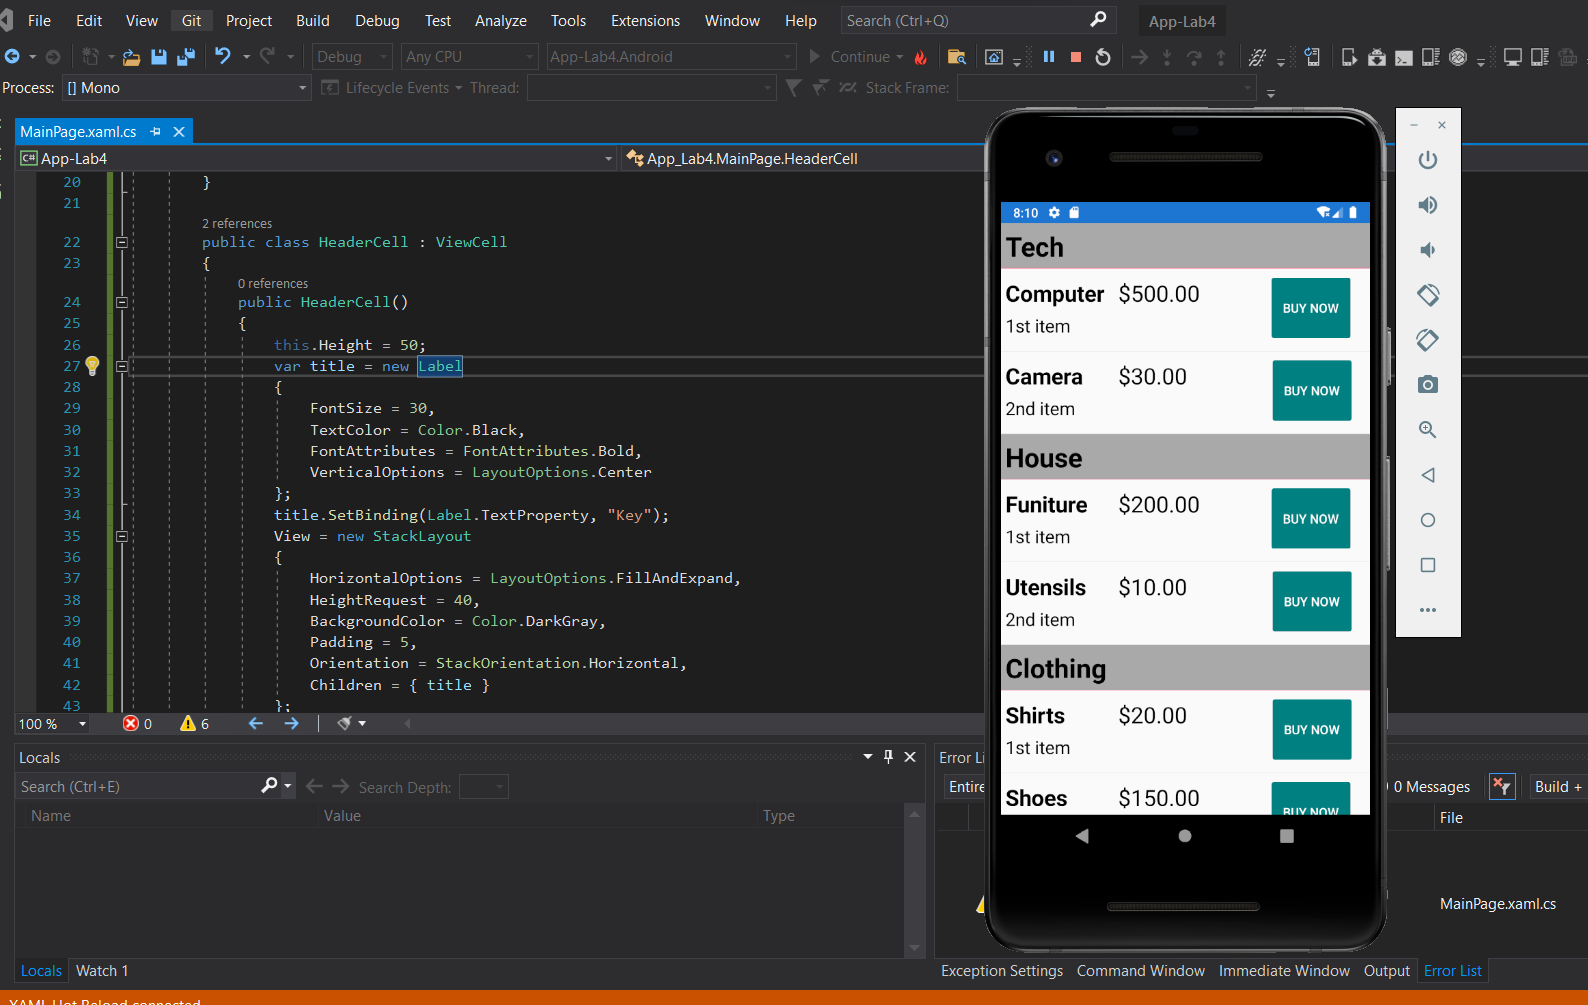 File Edit View Git Project Build Debug Test Analyze Tools Extensions Window Help Search (Ctrl+Q) App-Lab4
Debug Any CPU App-Lab4.Android Continue
Process: [] Mono Lifecycle Events Thread: Stack Frame:
MainPage.xaml.cs
C# App-Lab4 App_Lab4.MainPage.HeaderCell
20 }
21
2 references
22 public class HeaderCell : ViewCell
23 {
0 references
24 public HeaderCell()
25 {
26 this.Height = 50;
27 var title = new Label
28 {
29 FontSize = 30,
30 TextColor = Color.Black,
31 FontAttributes = FontAttributes.Bold,
32 VerticalOptions = LayoutOptions.Center
33 };
34 title.SetBinding(Label.TextProperty, "Key");
35 View = new StackLayout
36 {
37 HorizontalOptions = LayoutOptions.FillAndExpand,
38 HeightRequest = 40,
39 BackgroundColor = Color.DarkGray,
40 Padding = 5,
41 Orientation = StackOrientation.Horizontal,
42 Children = { title }
43 };
100 % 0 6
Locals
Search (Ctrl+E) Search Depth:
Name Value Type
Locals Watch 1
8:10
Tech
Computer $500.00 BUY NOW
1st item
Camera $30.00 BUY NOW
2nd item
House
Funiture $200.00 BUY NOW
1st item
Utensils $10.00 BUY NOW
2nd item
Clothing
Shirts $20.00 BUY NOW
1st item
Shoes $150.00 BUY NOW
Error Li
Entire 0 Messages Build +
File
MainPage.xaml.cs
Exception Settings Command Window Immediate Window Output Error List
XAML Hot Reload connected